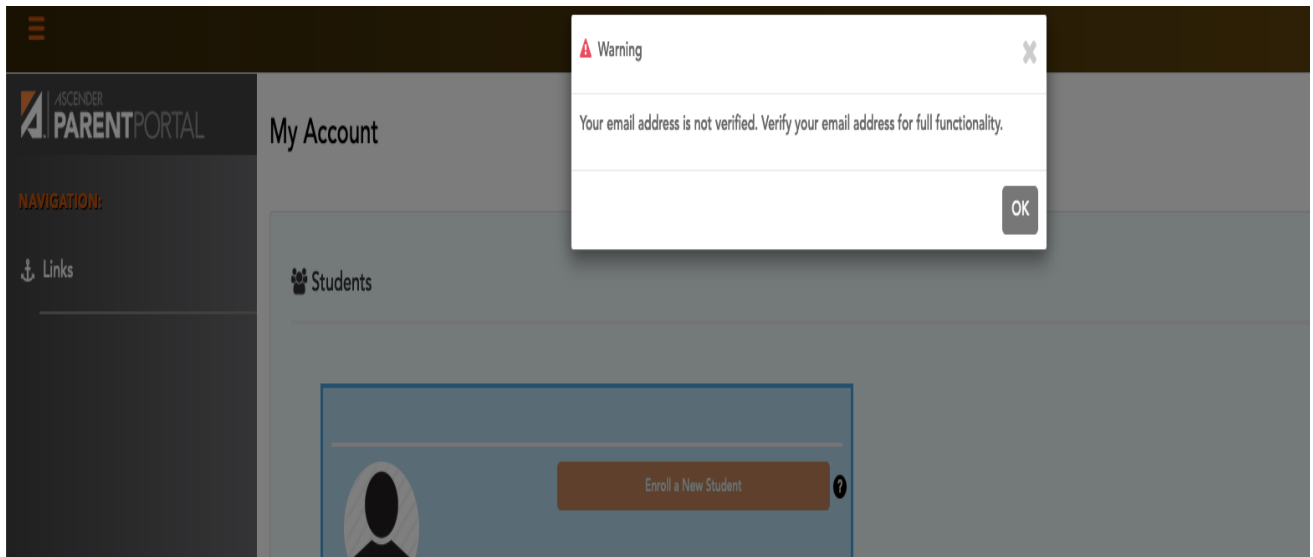 Warning
Your email address is not verified. Verify your email address for full functionality.
OK
ASCENDER
PARENTPORTAL
My Account
NAVIGATION:
Links
Students
Enroll a New Student
?